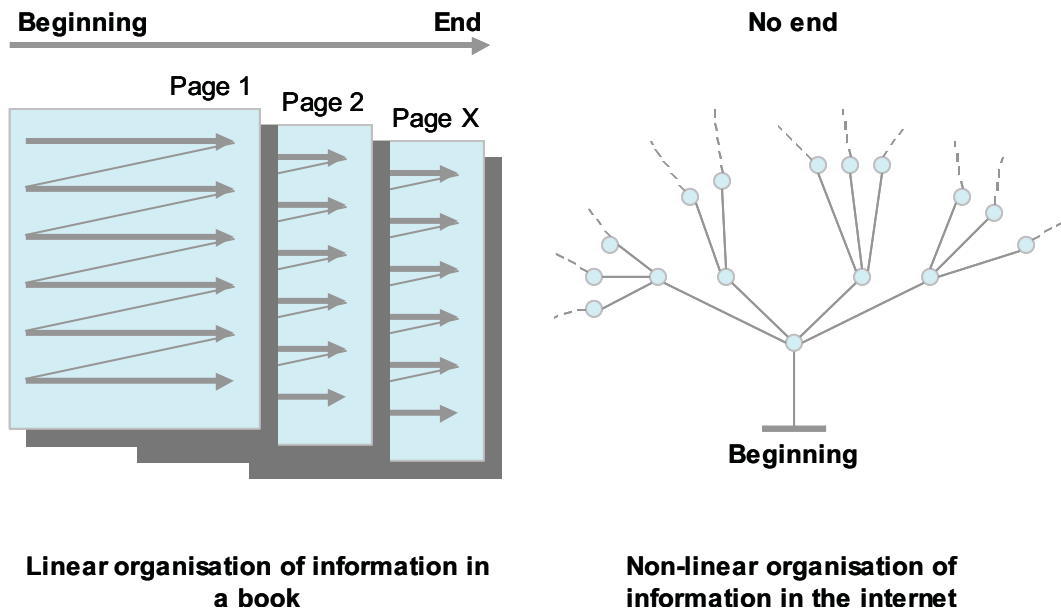 Beginning
End
Page 1
Page 2
Page X
Linear organisation of information in
a book
No end
Beginning
Non-linear organisation of
information in the internet